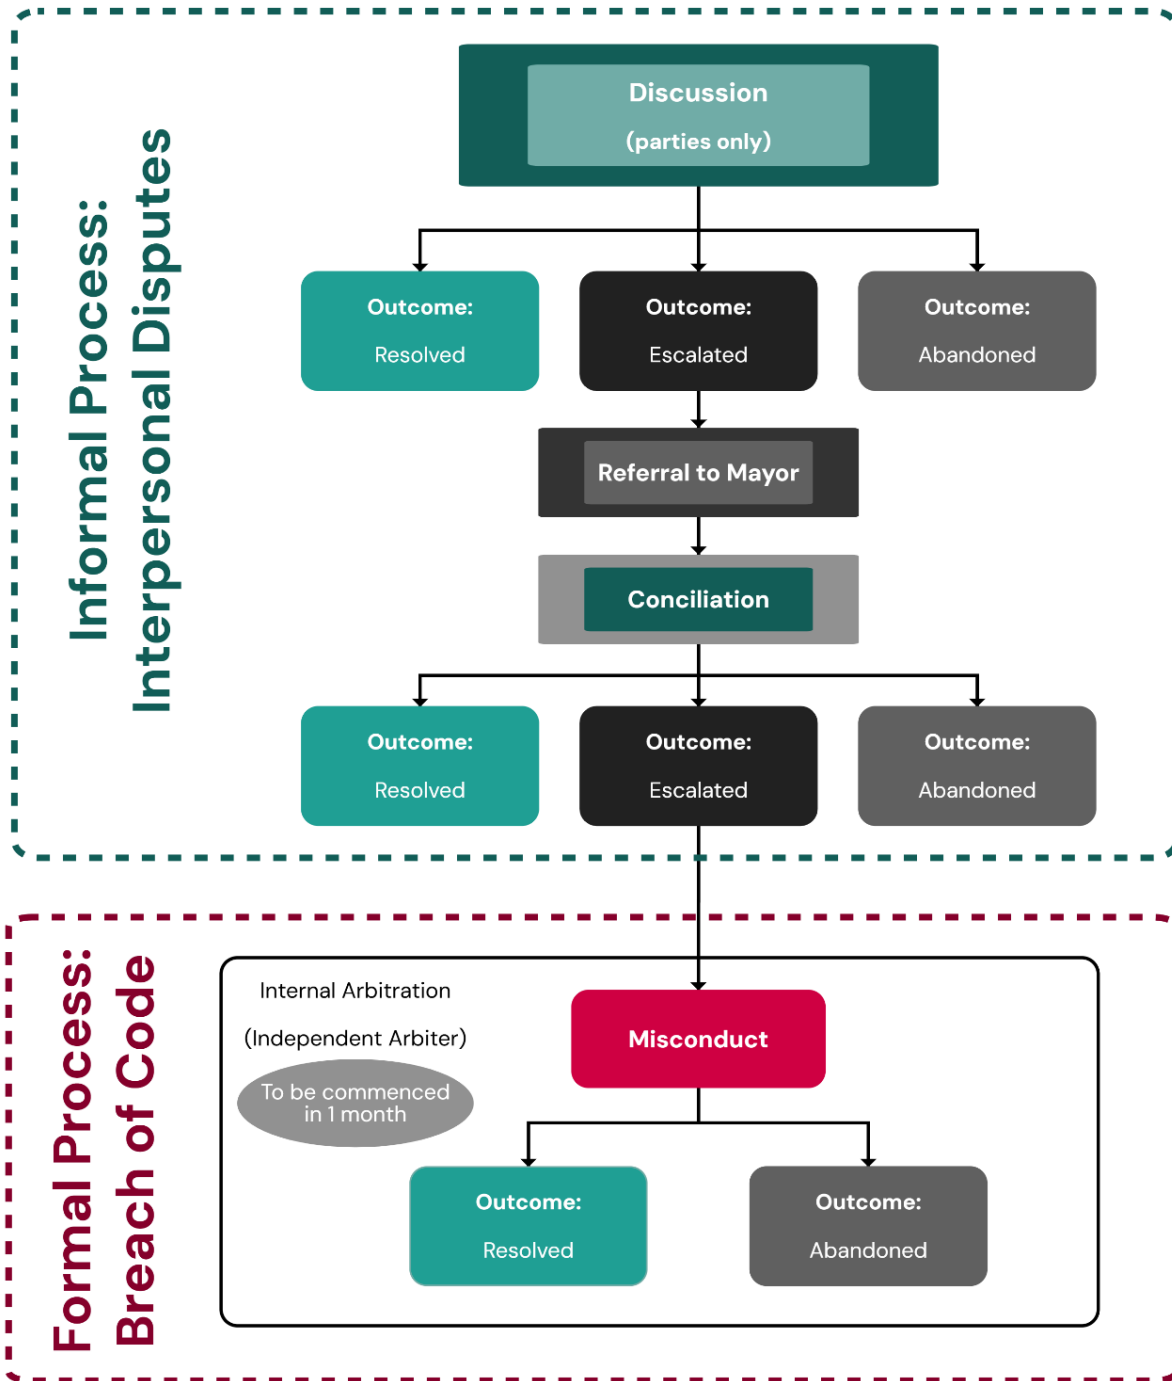 Informal Process:
Interpersonal Disputes
Discussion
(parties only)
Outcome:
Resolved
Outcome:
Escalated
Outcome:
Abandoned
Referral to Mayor
Conciliation
Outcome:
Resolved
Outcome:
Escalated
Outcome:
Abandoned
Formal Process:
Breach of Code
Internal Arbitration
(Independent Arbiter)
To be commenced
in 1 month
Misconduct
Outcome:
Resolved
Outcome:
Abandoned